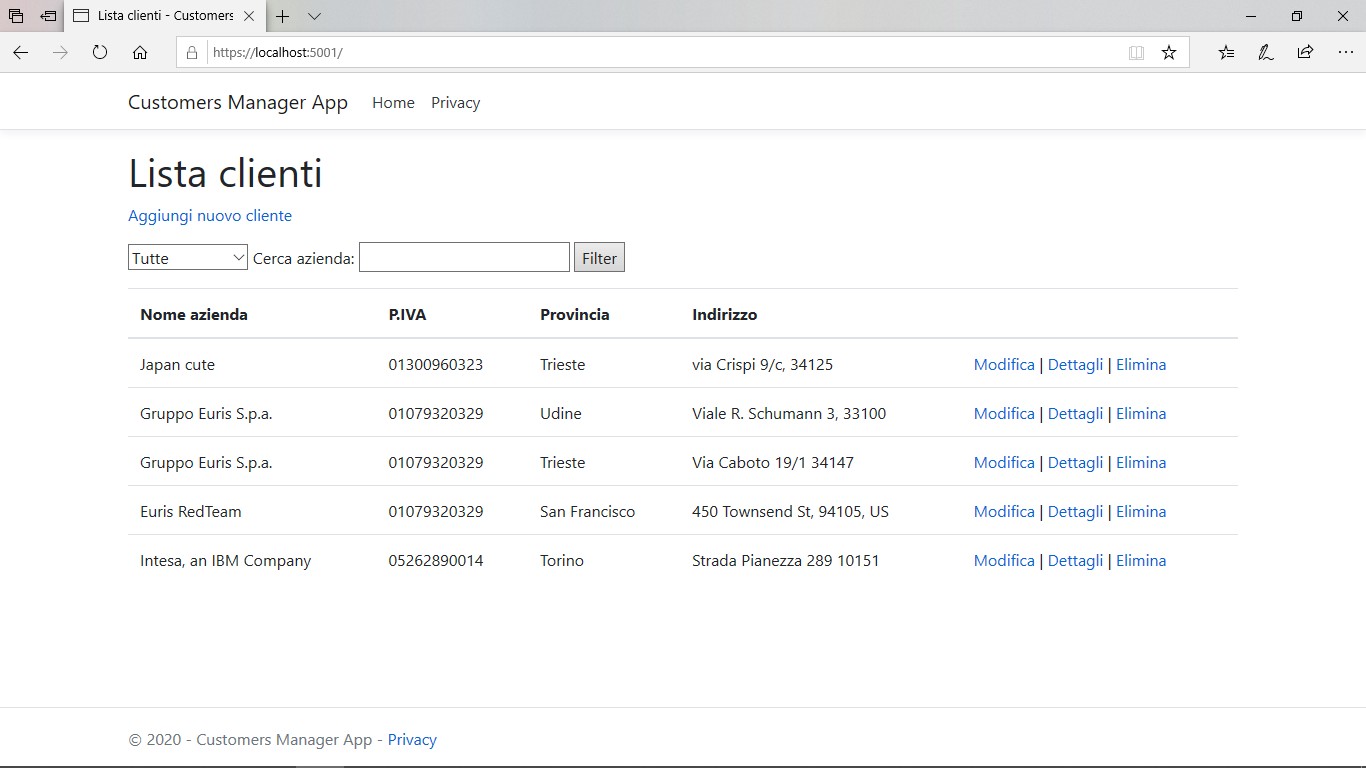 Lista clienti - Customers
https://localhost:5001/
Customers Manager App Home Privacy
Lista clienti
Aggiungi nuovo cliente
Tutte Cerca azienda: Filter
Nome azienda P.IVA Provincia Indirizzo
Japan cute 01300960323 Trieste via Crispi 9/c, 34125 Modifica | Dettagli | Elimina
Gruppo Euris S.p.a. 01079320329 Udine Viale R. Schumann 3, 33100 Modifica | Dettagli | Elimina
Gruppo Euris S.p.a. 01079320329 Trieste Via Caboto 19/1 34147 Modifica | Dettagli | Elimina
Euris RedTeam 01079320329 San Francisco 450 Townsend St, 94105, US Modifica | Dettagli | Elimina
Intesa, an IBM Company 05262890014 Torino Strada Pianezza 289 10151 Modifica | Dettagli | Elimina
© 2020 - Customers Manager App - Privacy